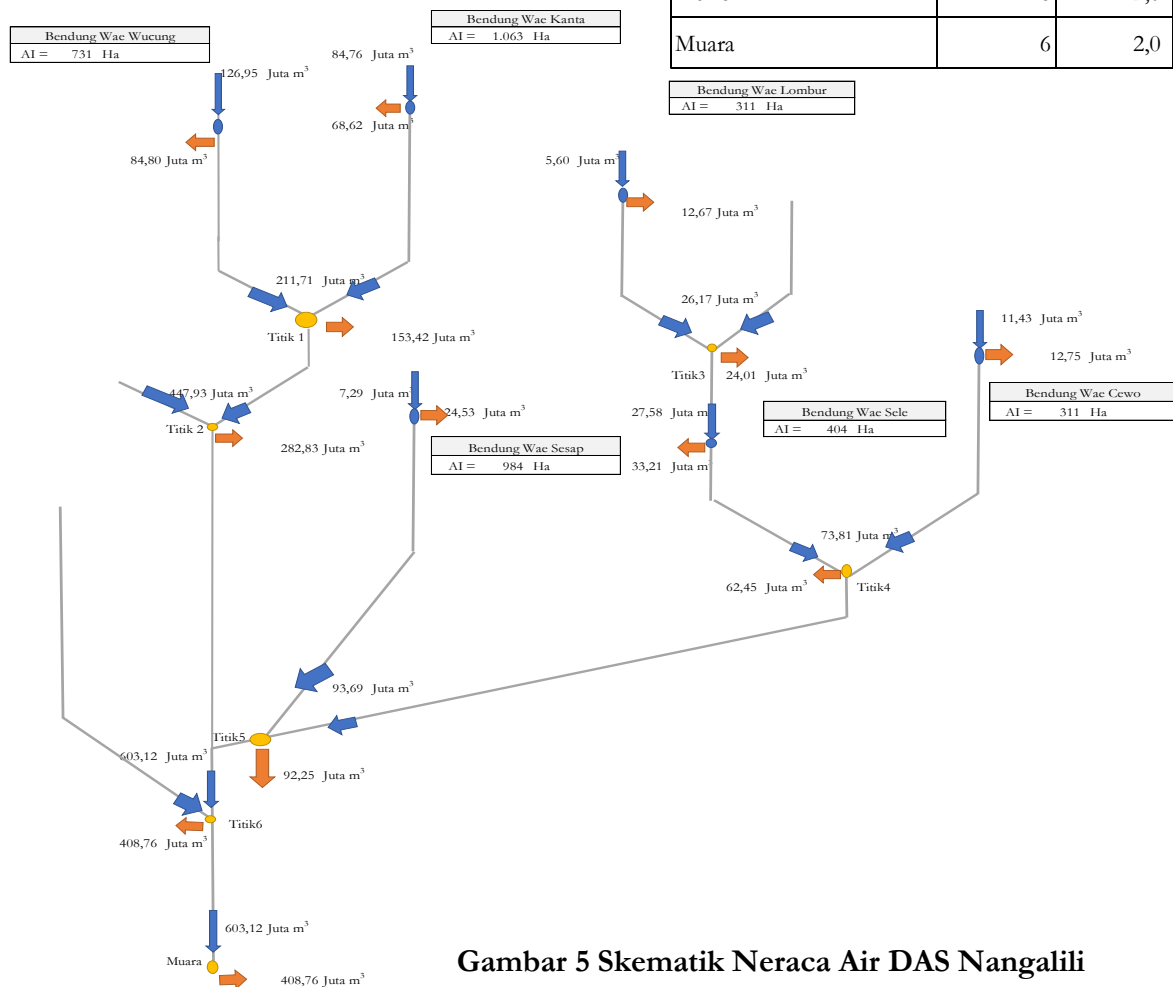 Muara 6 2,0
Bendung Wae Kanta
AI = 1.063 Ha
Bendung Wae Wucung
AI = 731 Ha
84,76 Juta m³
126,95 Juta m³
Bendung Wae Lombur
AI = 311 Ha
68,62 Juta m³
84,80 Juta m³
5,60 Juta m³
12,67 Juta m³
211,71 Juta m³
26,17 Juta m³
11,43 Juta m³
Titik 1
153,42 Juta m³
12,75 Juta m³
Titik3
24,01 Juta m³
447,93 Juta m³
7,29 Juta m³
Bendung Wae Cewo
AI = 311 Ha
24,53 Juta m³
27,58 Juta m
Bendung Wae Sele
AI = 404 Ha
Titik 2
282,83 Juta m³
Bendung Wae Sesap
AI = 984 Ha
33,21 Juta m³
73,81 Juta m³
62,45 Juta m³
Titik4
93,69 Juta m³
Titik5
603,12 Juta m³
92,25 Juta m³
Titik6
408,76 Juta m³
603,12 Juta m³
Muara
408,76 Juta m³
Gambar 5 Skematik Neraca Air DAS Nangalili